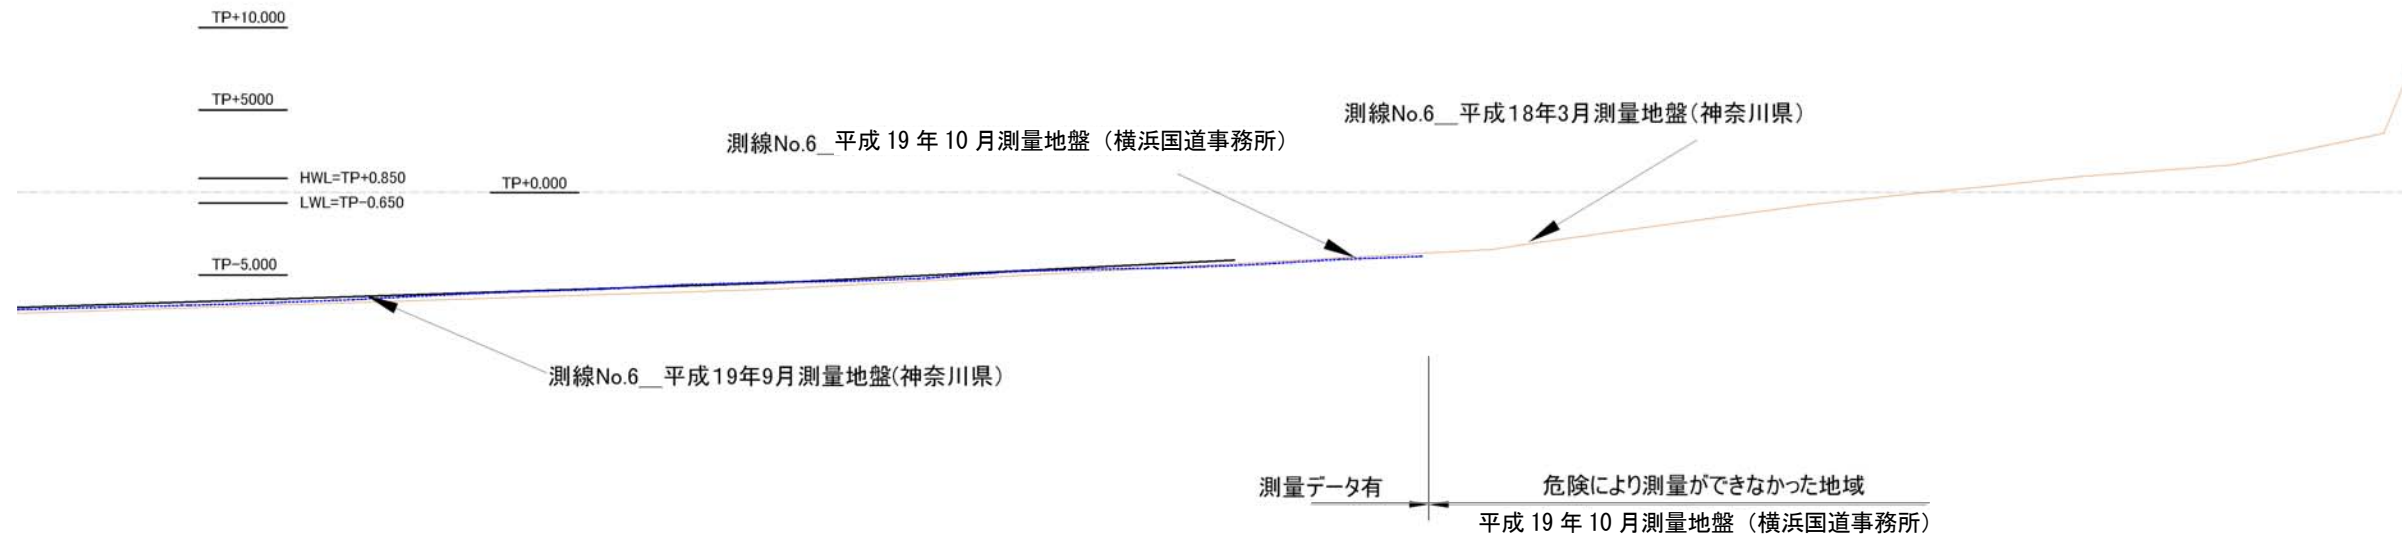 TP+10.000
TP+5000
測線No.6__平成18年3月測量地盤(神奈川県)
測線No.6_平成 19 年 10 月測量地盤（横浜国道事務所）
HWL=TP+0.850
TP+0.000
LWL=TP-0.650
TP-5.000
測線No.6__平成19年9月測量地盤(神奈川県)
測量データ有
危険により測量ができなかった地域
平成 19 年 10 月測量地盤（横浜国道事務所）